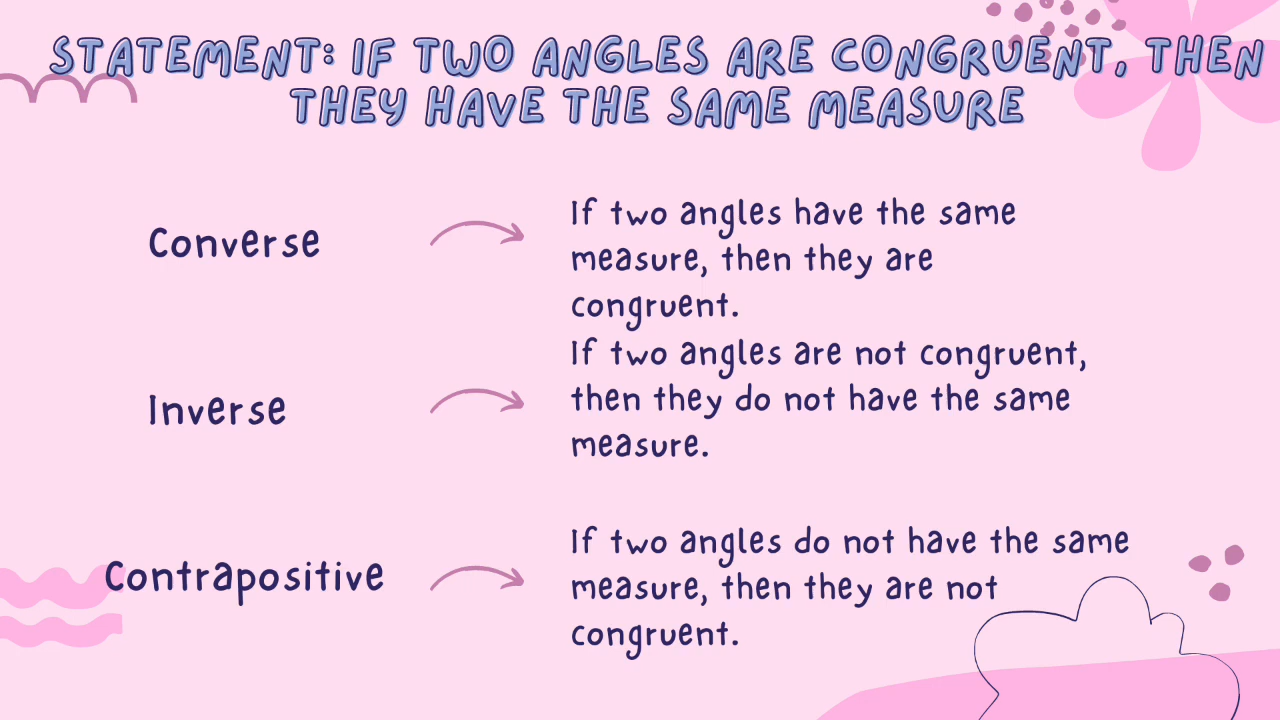 STATEMENT: IF TWO ANGLES ARE CONGRUENT, THEN
THEY HAVE THE SAME MEASURE
Converse
If two angles have the same
measure, then they are
congruent.
Inverse
If two angles are not congruent,
then they do not have the same
measure.
Contrapositive
If two angles do not have the same
measure, then they are not
congruent.